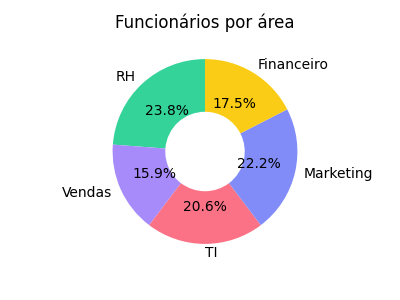 Funcionários por área
RH
Financeiro
23.8%
17.5%
Vendas
15.9%
22.2%
Marketing
20.6%
TI